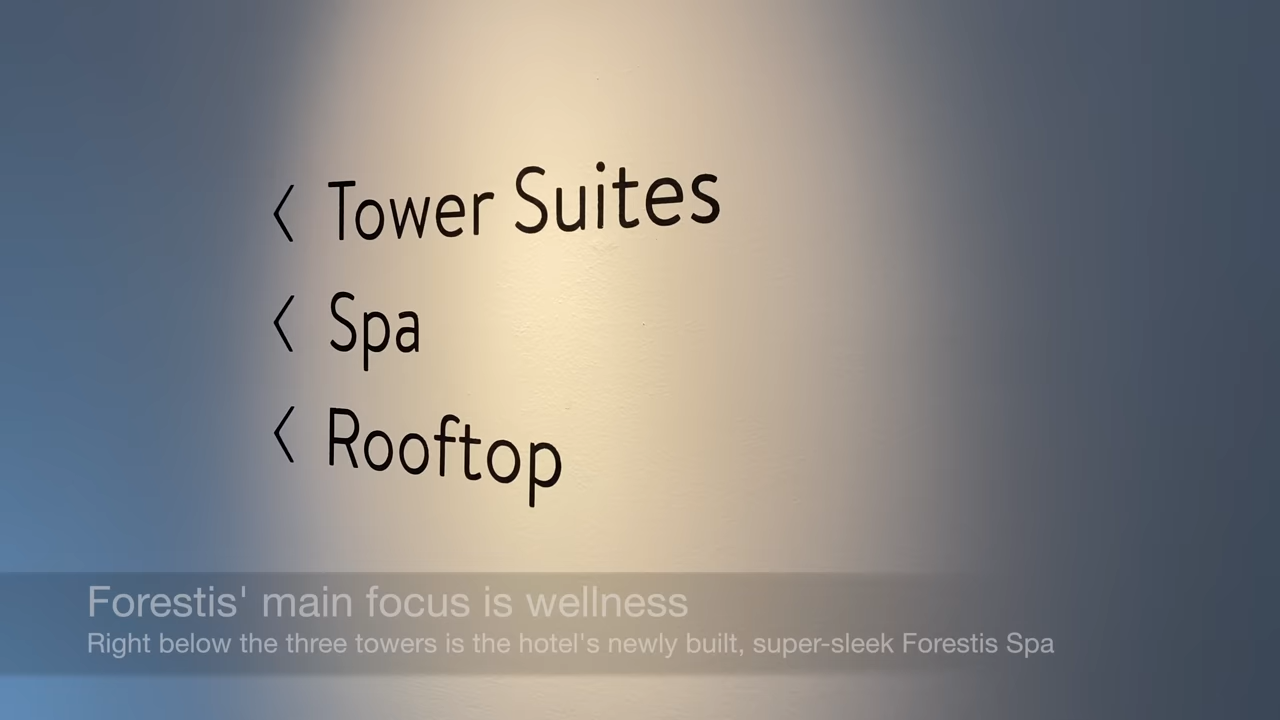 < Tower Suites
< Spa
< Rooftop
Forestis' main focus is wellness
Right below the three towers is the hotel's newly built, super-sleek Forestis Spa